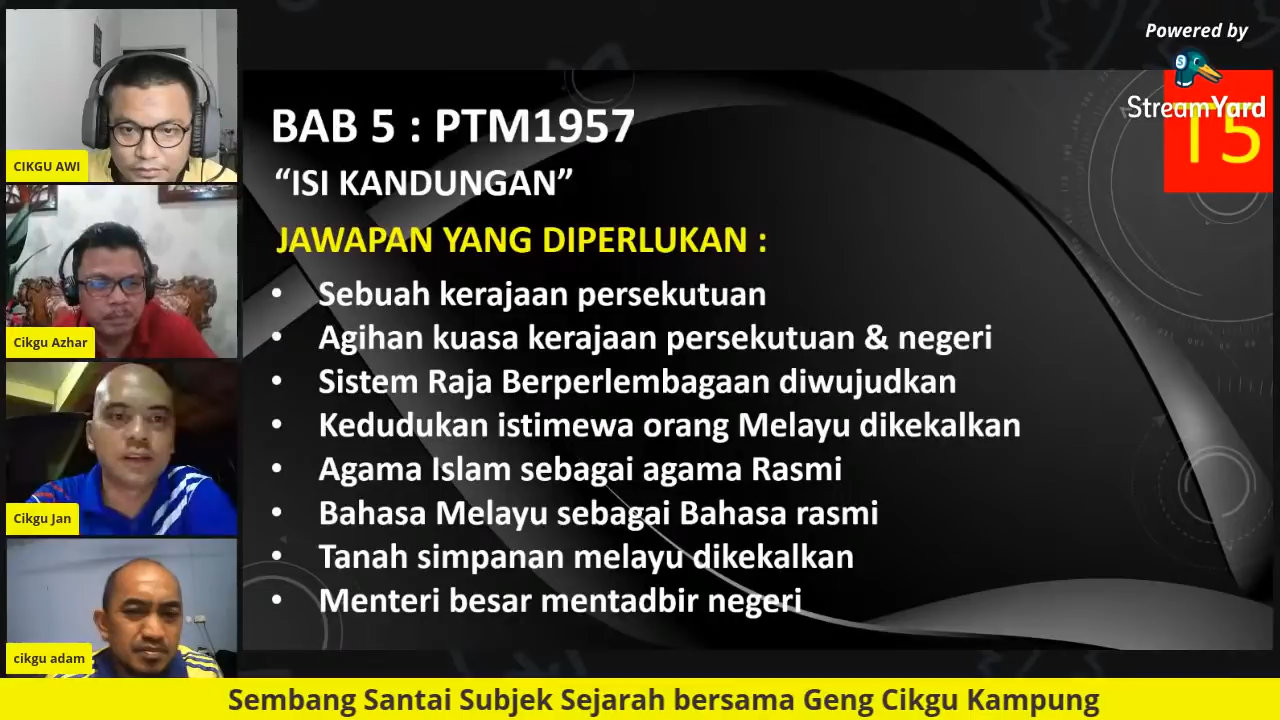 Powered by
StreamYard
T5
CIKGU AWI
Cikgu Azhar
Cikgu Jan
cikgu adam
BAB 5 : PTM1957
“ISI KANDUNGAN”
JAWAPAN YANG DIPERLUKAN :
• Sebuah kerajaan persekutuan
• Agihan kuasa kerajaan persekutuan & negeri
• Sistem Raja Berperlembagaan diwujudkan
• Kedudukan istimewa orang Melayu dikekalkan
• Agama Islam sebagai agama Rasmi
• Bahasa Melayu sebagai Bahasa rasmi
• Tanah simpanan melayu dikekalkan
• Menteri besar mentadbir negeri
Sembang Santai Subjek Sejarah bersama Geng Cikgu Kampung